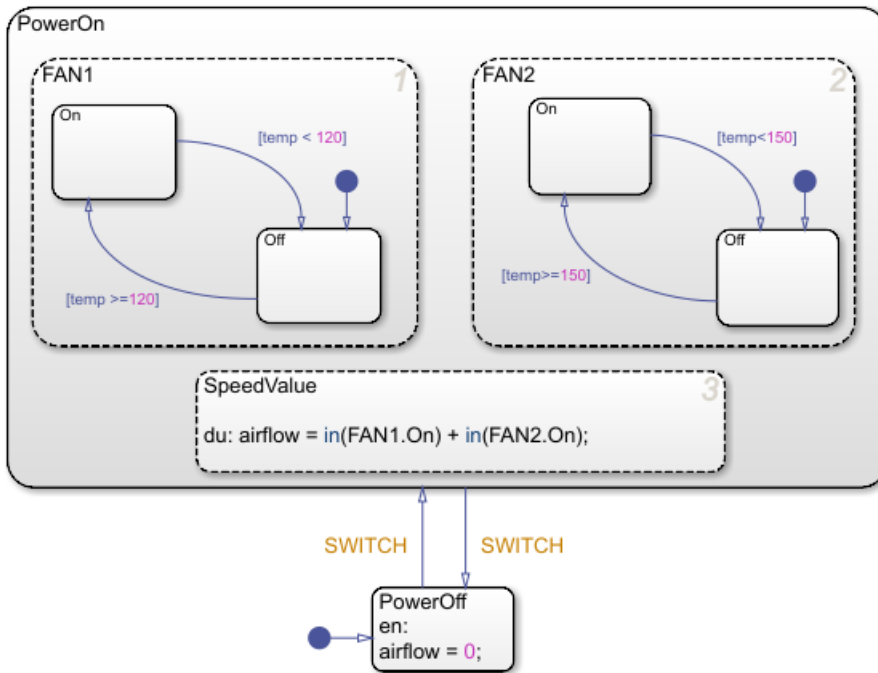 PowerOn
FAN1
1
On
[temp < 120]
Off
[temp >=120]
FAN2
2
On
[temp<150]
Off
[temp>=150]
SpeedValue
3
du: airflow = in(FAN1.On) + in(FAN2.On);
SWITCH
SWITCH
PowerOff
en:
airflow = 0;